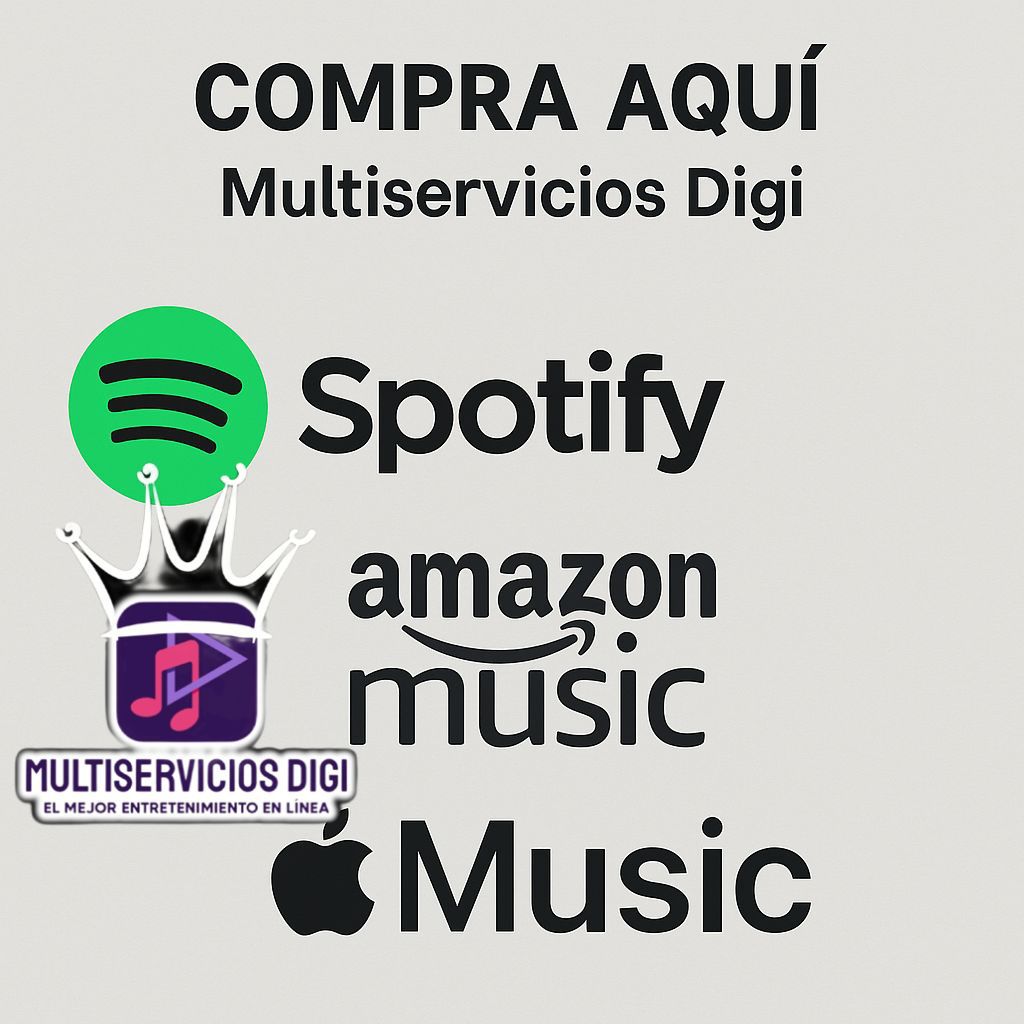 COMPRA AQUÍ
Multiservicios Digi
Spotify
amazon
music
MULTISERVICIOS DIGI
EL MEJOR ENTRETENIMIENTO EN LÍNEA
Music